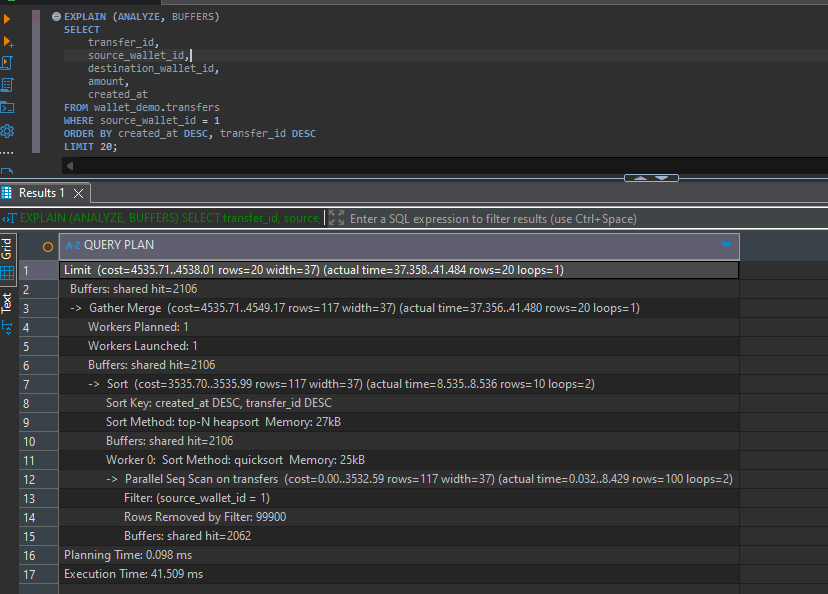 EXPLAIN (ANALYZE, BUFFERS)
SELECT
transfer_id,
source_wallet_id,
destination_wallet_id,
amount,
created_at
FROM wallet_demo.transfers
WHERE source_wallet_id = 1
ORDER BY created_at DESC, transfer_id DESC
LIMIT 20;
Results 1
EXPLAIN (ANALYZE, BUFFERS) SELECT transfer_id, source_ Enter a SQL expression to filter results (use Ctrl+Space)
Grid
Text
A-Z QUERY PLAN
1 Limit (cost=4535.71..4538.01 rows=20 width=37) (actual time=37.358..41.484 rows=20 loops=1)
2 Buffers: shared hit=2106
3 -> Gather Merge (cost=4535.71..4549.17 rows=117 width=37) (actual time=37.356..41.480 rows=20 loops=1)
4 Workers Planned: 1
5 Workers Launched: 1
6 Buffers: shared hit=2106
7 -> Sort (cost=3535.70..3535.99 rows=117 width=37) (actual time=8.535..8.536 rows=10 loops=2)
8 Sort Key: created_at DESC, transfer_id DESC
9 Sort Method: top-N heapsort Memory: 27kB
10 Buffers: shared hit=2106
11 Worker 0: Sort Method: quicksort Memory: 25kB
12 -> Parallel Seq Scan on transfers (cost=0.00..3532.59 rows=117 width=37) (actual time=0.032..8.429 rows=100 loops=2)
13 Filter: (source_wallet_id = 1)
14 Rows Removed by Filter: 99900
15 Buffers: shared hit=2062
16 Planning Time: 0.098 ms
17 Execution Time: 41.509 ms